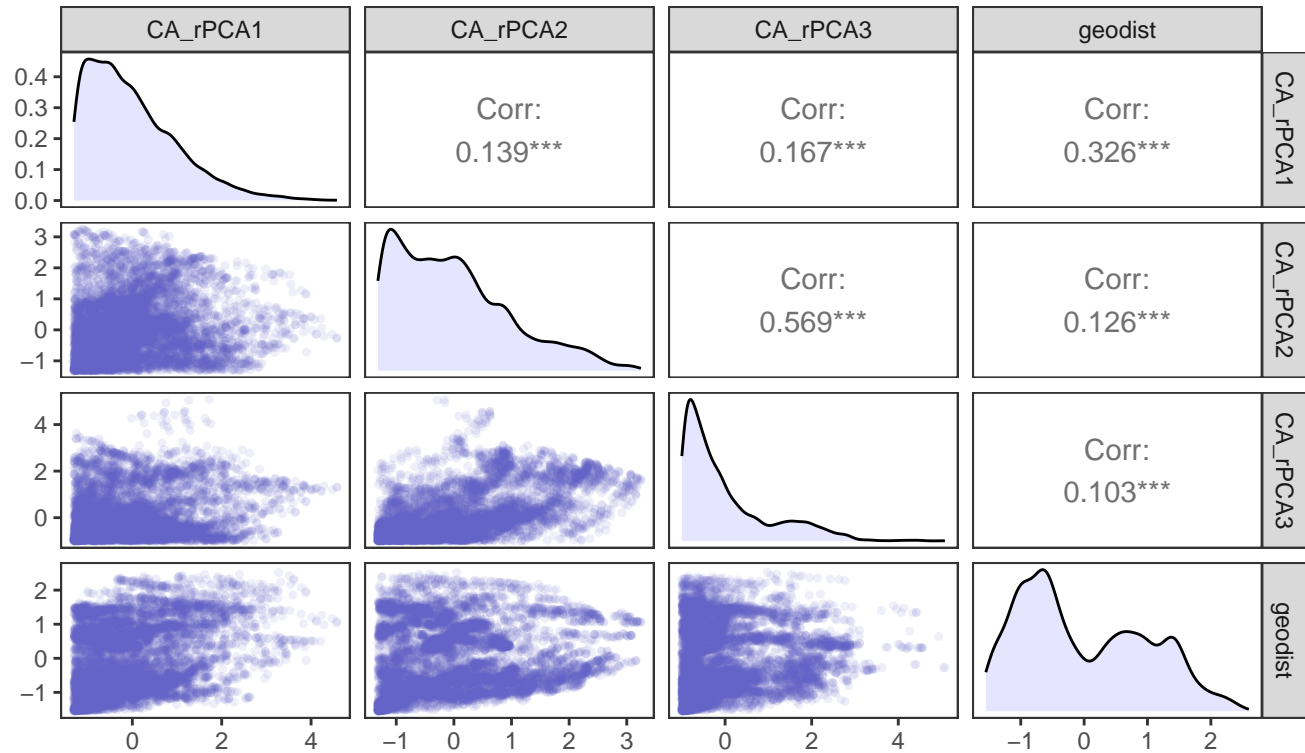 CA_rPCA1 CA_rPCA2 CA_rPCA3 geodist
0.4
0.3
0.2
0.1
0.0
Corr:
0.139***
Corr:
0.167***
Corr:
0.326***
CA_rPCA1
3
2
1
0
−1
Corr:
0.569***
Corr:
0.126***
CA_rPCA2
4
2
0
Corr:
0.103***
CA_rPCA3
2
1
0
−1
geodist
0 2 4
−1 0 1 2 3
0 2 4
−1 0 1 2